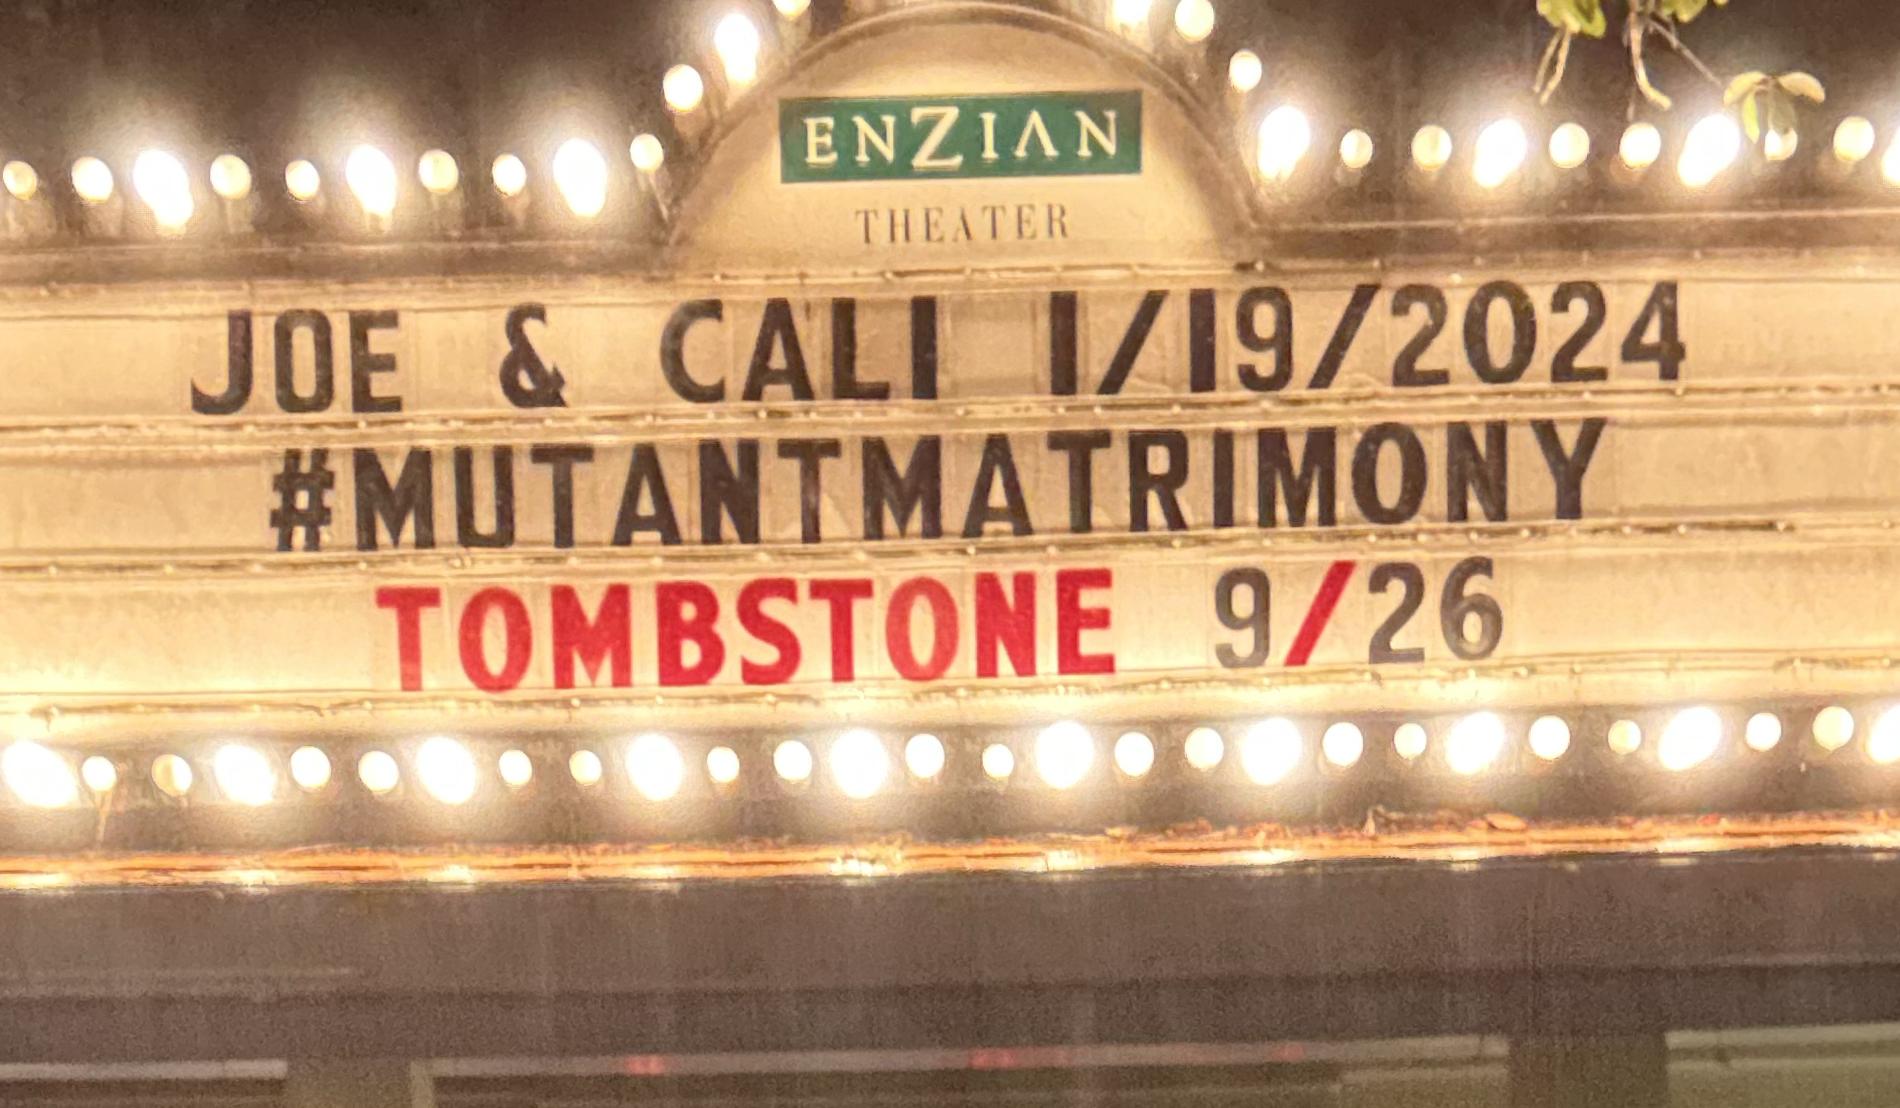 ENZIAN
THEATER
JOE & CALI 1/19/2024
#MUTANTMATRIMONY
TOMBSTONE 9/26